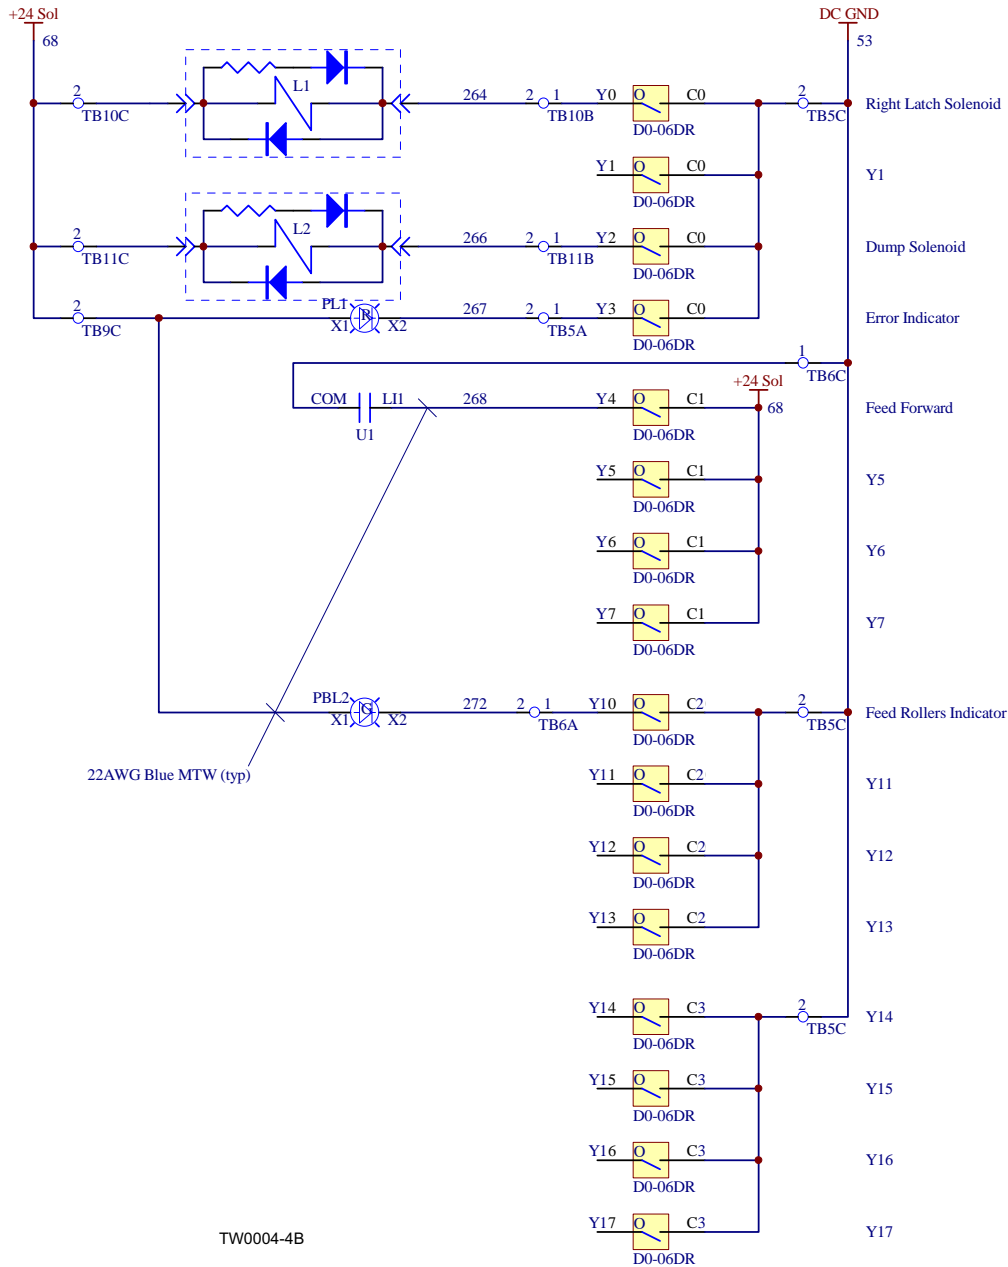 +24 Sol DC GND
68 53
2 L1 264 2 1 Y0 O C0 2 Right Latch Solenoid
TB10C TB10B D0-06DR TB5C
Y1 O C0 Y1
D0-06DR
2 L2 266 2 1 Y2 O C0 Dump Solenoid
TB11C TB11B D0-06DR
PL1
2 X1 R X2 267 2 1 Y3 O C0 Error Indicator
TB9C TB5A D0-06DR
1
TB6C
+24 Sol
COM LI1 268 Y4 O C1 68 Feed Forward
U1 D0-06DR
Y5 O C1 Y5
D0-06DR
Y6 O C1 Y6
D0-06DR
Y7 O C1 Y7
D0-06DR
PBL2
X1 G X2 272 2 1 Y10 O C2 2 Feed Rollers Indicator
TB6A D0-06DR TB5C
22AWG Blue MTW (typ)
Y11 O C2 Y11
D0-06DR
Y12 O C2 Y12
D0-06DR
Y13 O C2 Y13
D0-06DR
Y14 O C3 2 Y14
D0-06DR TB5C
Y15 O C3 Y15
D0-06DR
Y16 O C3 Y16
D0-06DR
Y17 O C3 Y17
TW0004-4B
D0-06DR